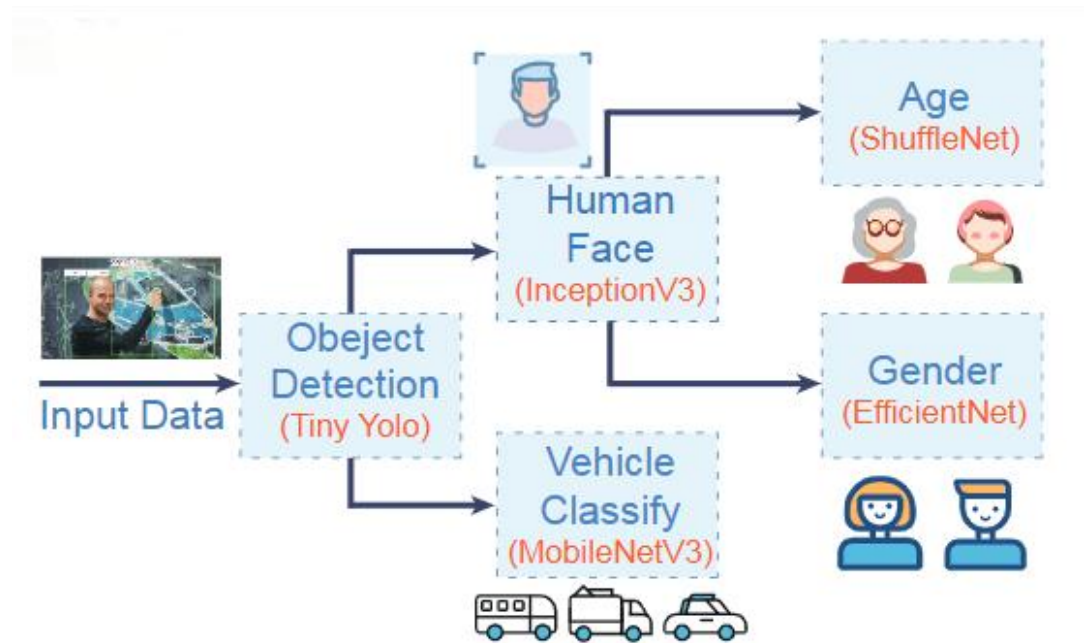 Age
(ShuffleNet)
Human
Face
(InceptionV3)
Input Data
Obeject
Detection
(Tiny Yolo)
Gender
(EfficientNet)
Vehicle
Classify
(MobileNetV3)